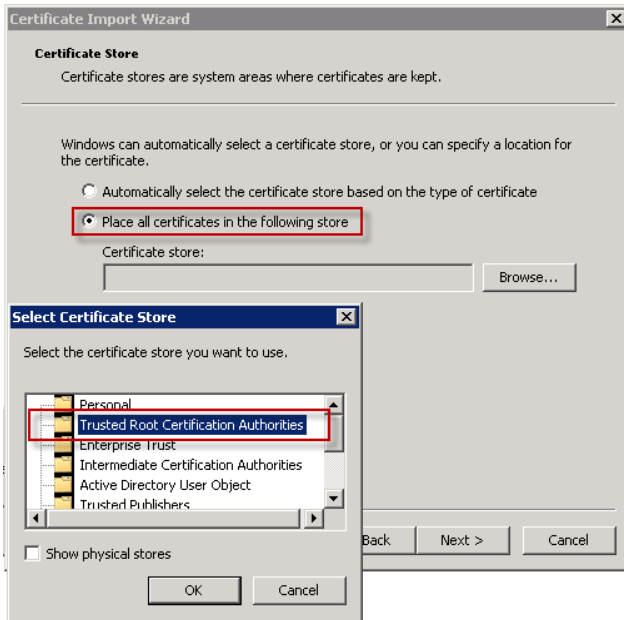 Certificate Import Wizard
Certificate Store
Certificate stores are system areas where certificates are kept.
Windows can automatically select a certificate store, or you can specify a location for
the certificate.
Automatically select the certificate store based on the type of certificate
Place all certificates in the following store
Certificate store:
Browse...
Select Certificate Store
Select the certificate store you want to use.
Personal
Trusted Root Certification Authorities
Enterprise Trust
Intermediate Certification Authorities
Active Directory User Object
Trusted Publishers
Show physical stores
OK
Cancel
Back
Next >
Cancel